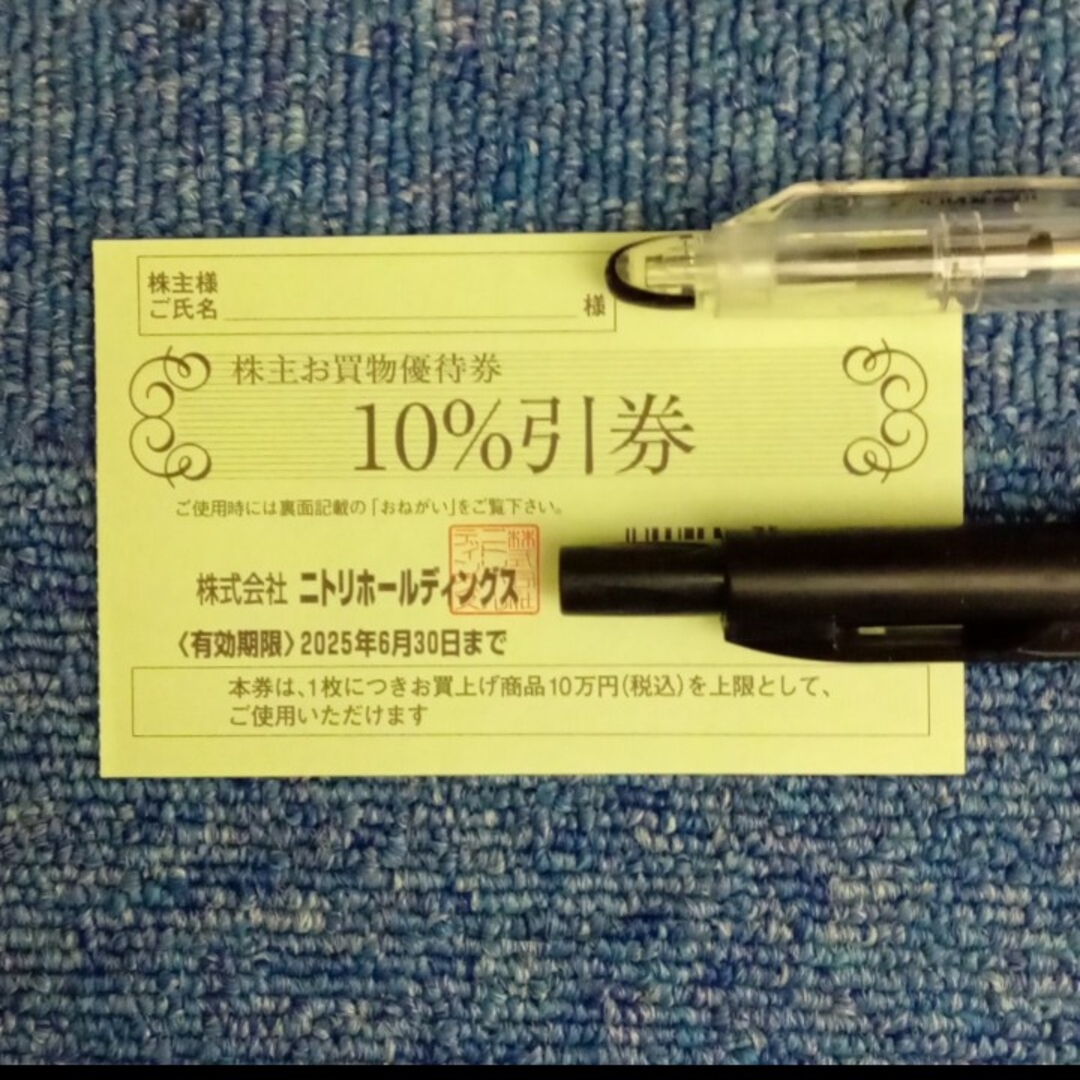 株主様
ご氏名 様
株主お買物優待券
10%引券
ご使用時には裏面記載の「おねがい」をご覧下さい。
株式会社 ニトリホールディングス
〈有効期限〉2025年6月30日まで
本券は、1枚につきお買上げ商品10万円(税込)を上限として、
ご使用いただけます